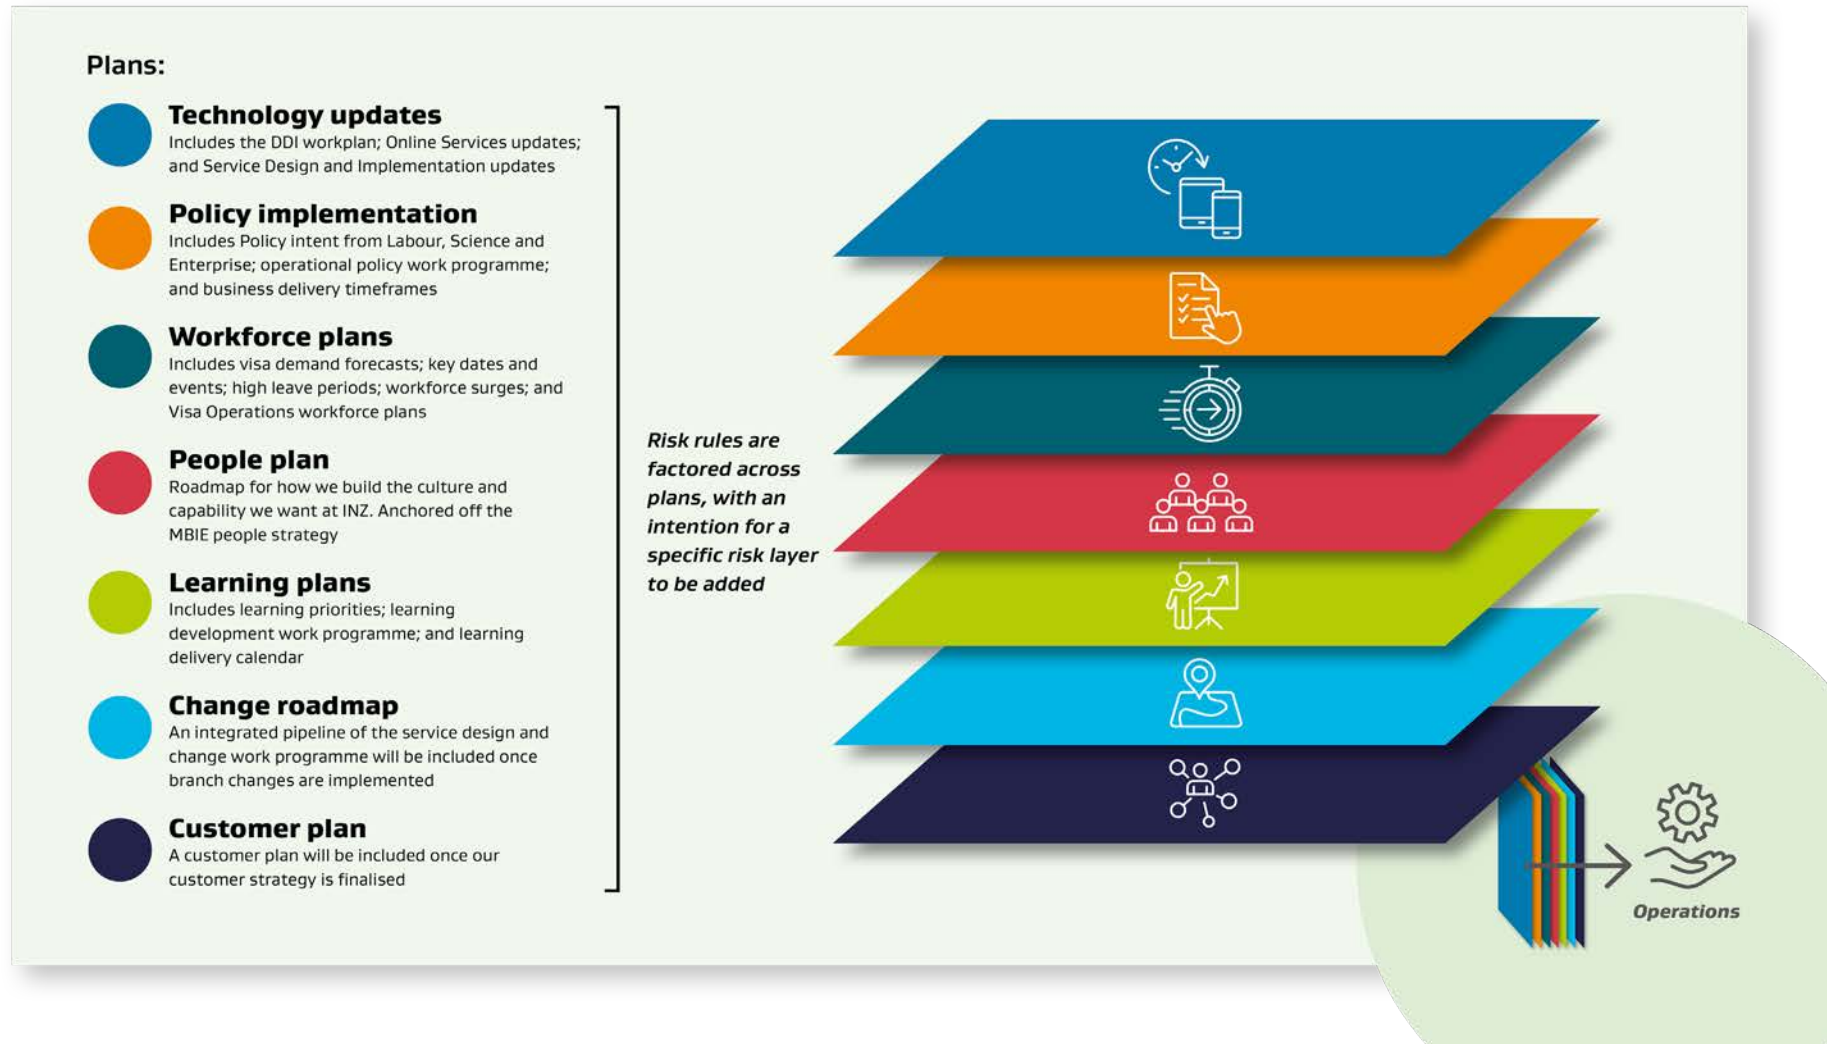 Plans:
Technology updates
Includes the DDI workplan; Online Services updates;
and Service Design and Implementation updates
Policy implementation
Includes Policy intent from Labour, Science and
Enterprise; operational policy work programme;
and business delivery timeframes
Workforce plans
Includes visa demand forecasts; key dates and
events; high leave periods; workforce surges; and
Visa Operations workforce plans
People plan
Roadmap for how we build the culture and
capability we want at INZ. Anchored off the
MBIE people strategy
Learning plans
Includes learning priorities; learning
development work programme; and learning
delivery calendar
Change roadmap
An integrated pipeline of the service design and
change work programme will be included once
branch changes are implemented
Customer plan
A customer plan will be included once our
customer strategy is finalised
Risk rules are
factored across
plans, with an
intention for a
specific risk layer
to be added
Operations